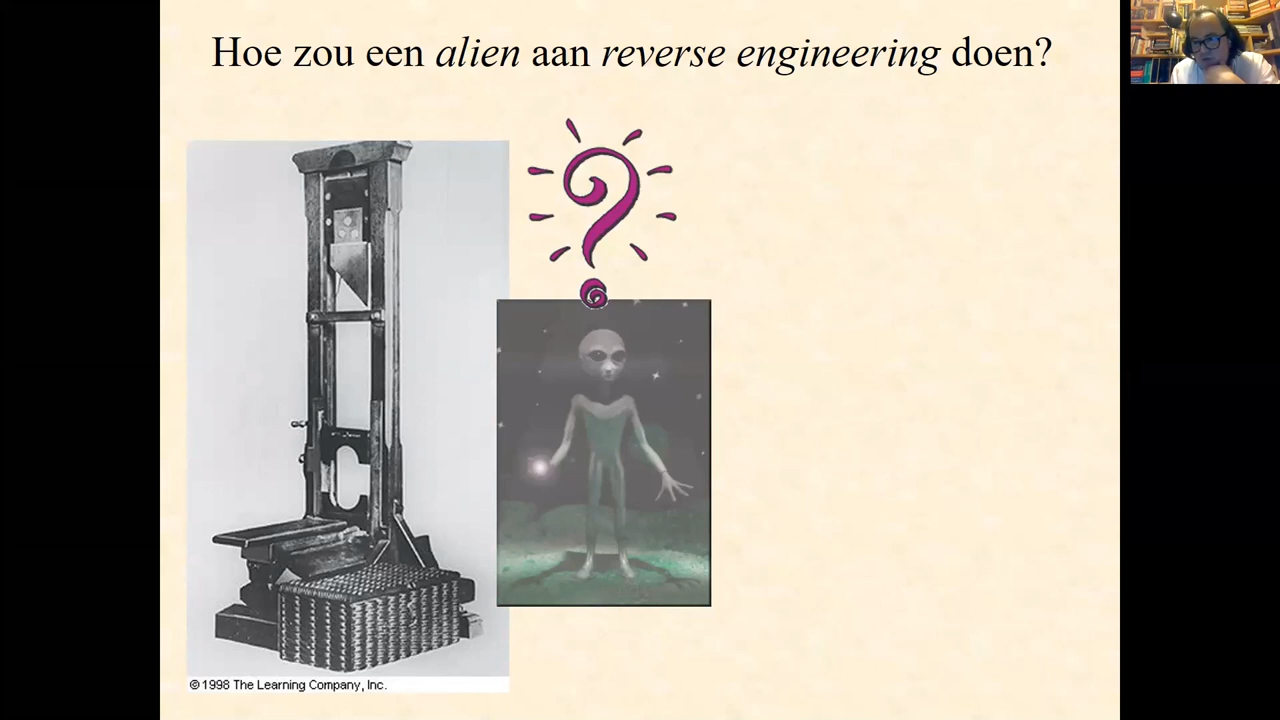 Hoe zou een alien aan reverse engineering doen?
© 1998 The Learning Company, Inc.